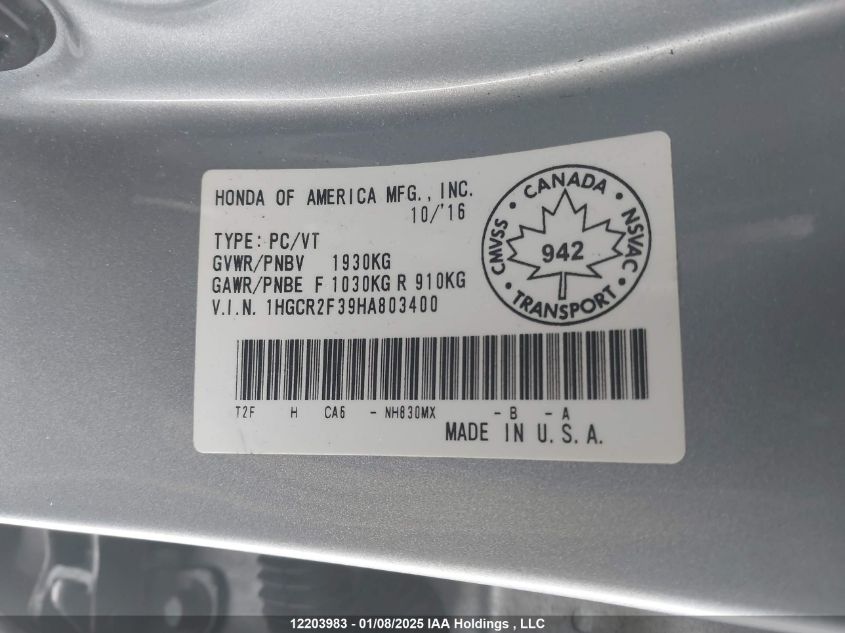 HONDA OF AMERICA MFG., INC.
10/'16
TYPE: PC/VT
GVWR/PNBV 1930KG
GAWR/PNBE F 1030KG R 910KG
V.I.N. 1HGCR2F39HA803400
CANADA
CMVSS • 942 • NSVAC
TRANSPORT
T2F H CA6 - NH830MX - B - A
MADE IN U.S.A.
12203983 - 01/08/2025 IAA Holdings , LLC